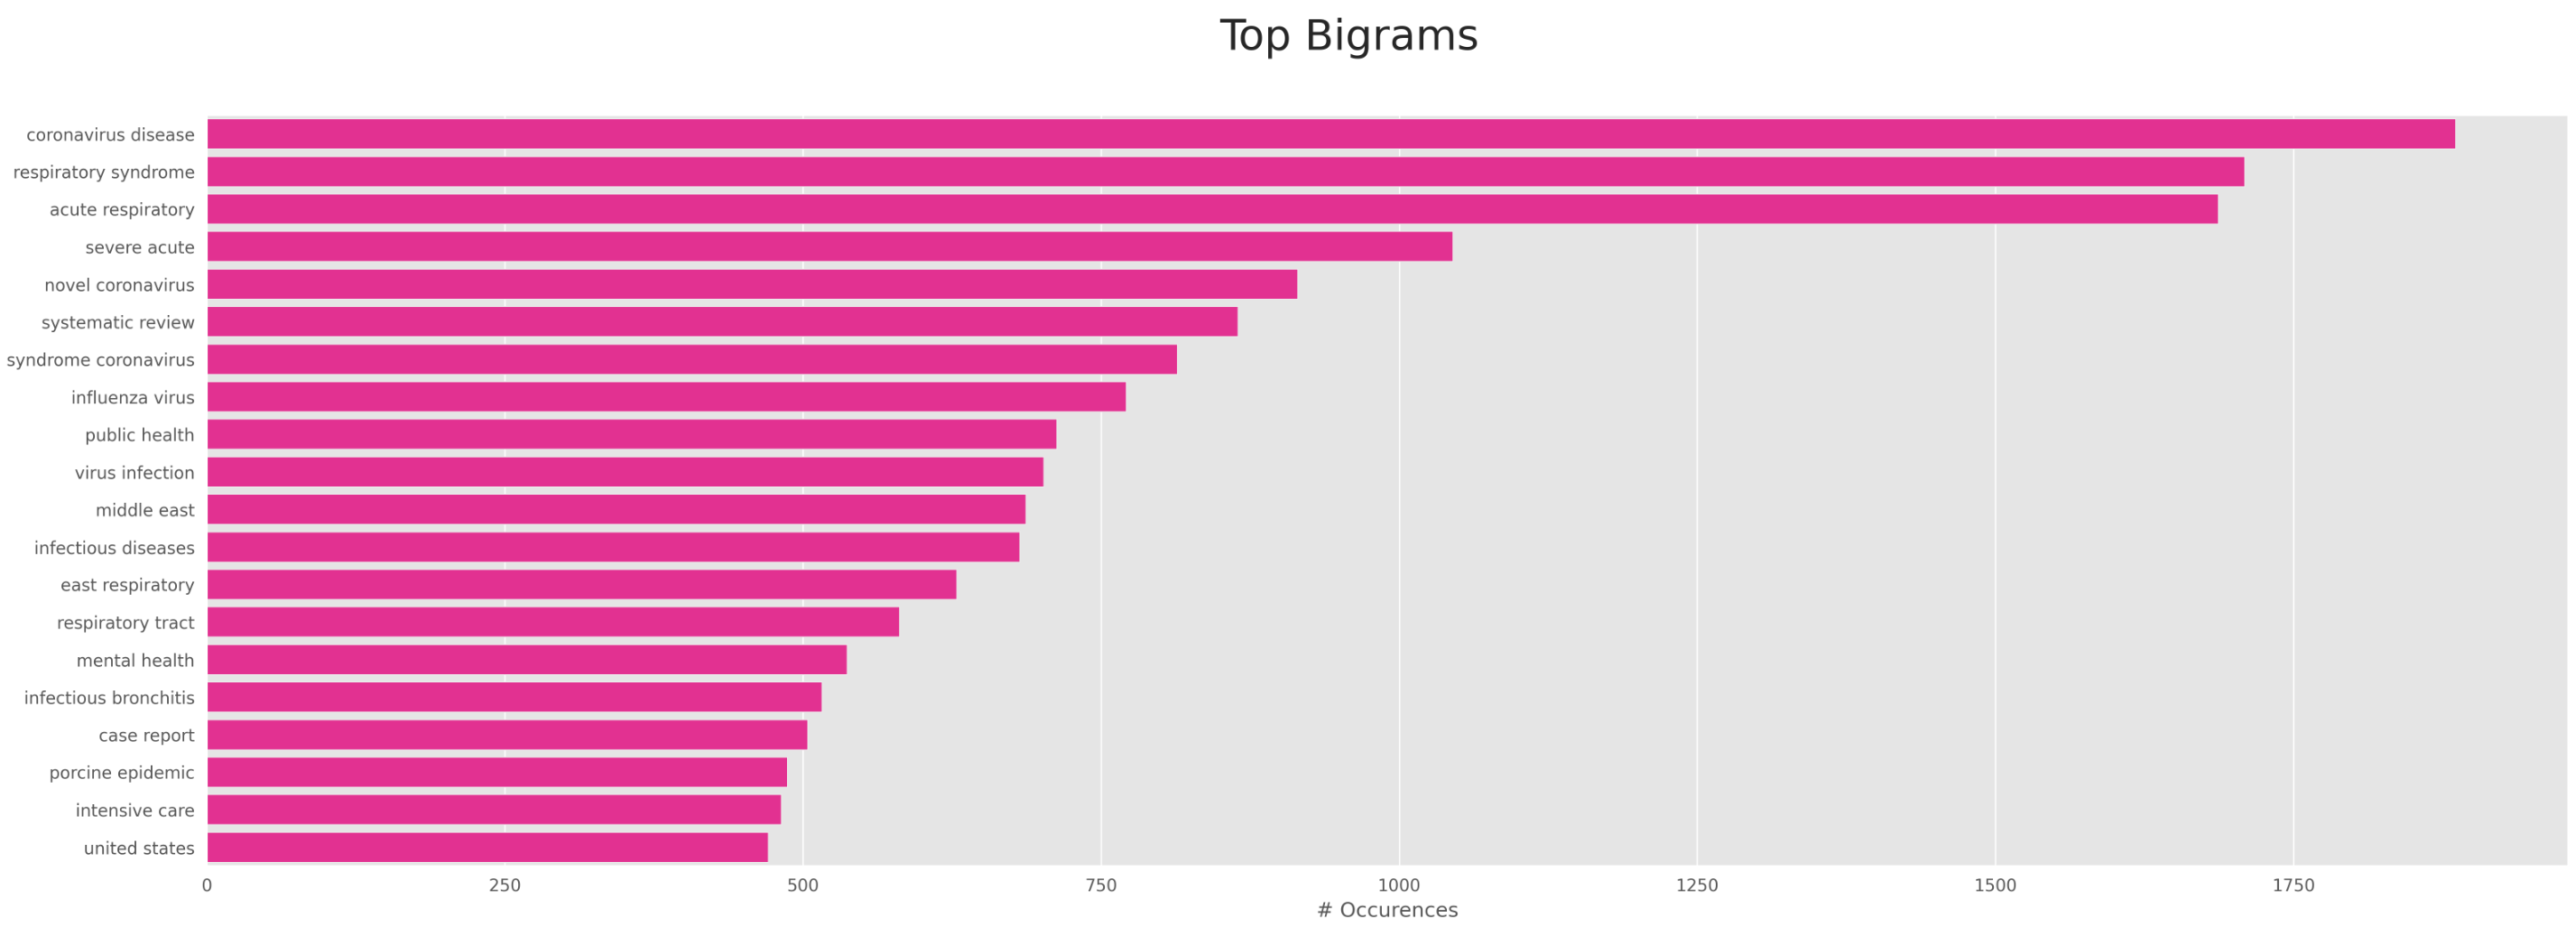 Top Bigrams
coronavirus disease
respiratory syndrome
acute respiratory
severe acute
novel coronavirus
systematic review
syndrome coronavirus
influenza virus
public health
virus infection
middle east
infectious diseases
east respiratory
respiratory tract
mental health
infectious bronchitis
case report
porcine epidemic
intensive care
united states
0 250 500 750 1000 1250 1500 1750
# Occurences